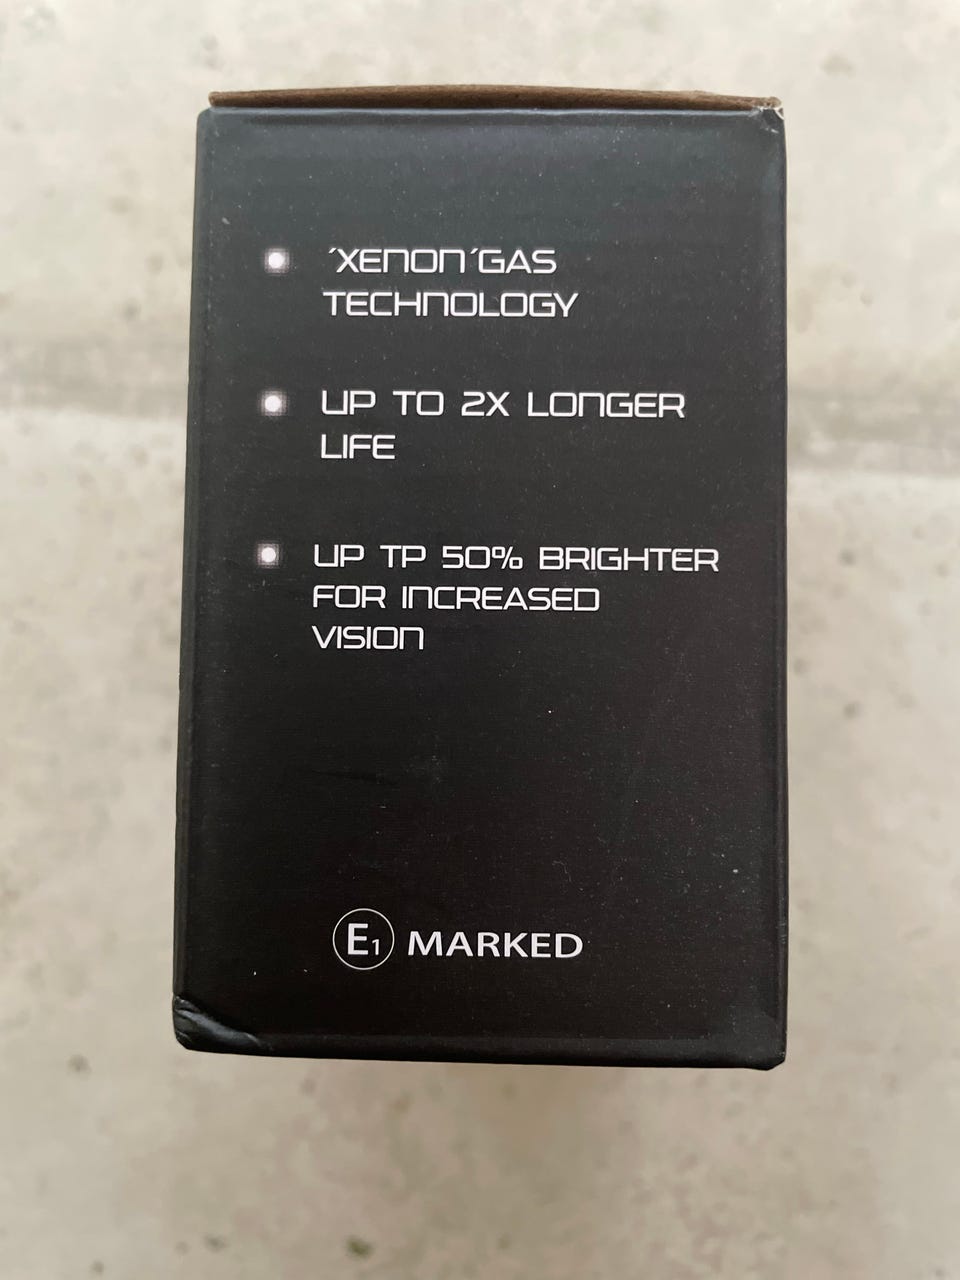 ´XENON´GAS
TECHNOLOGY
UP TO 2X LONGER
LIFE
UP TP 50% BRIGHTER
FOR INCREASED
VISION
E1 MARKED